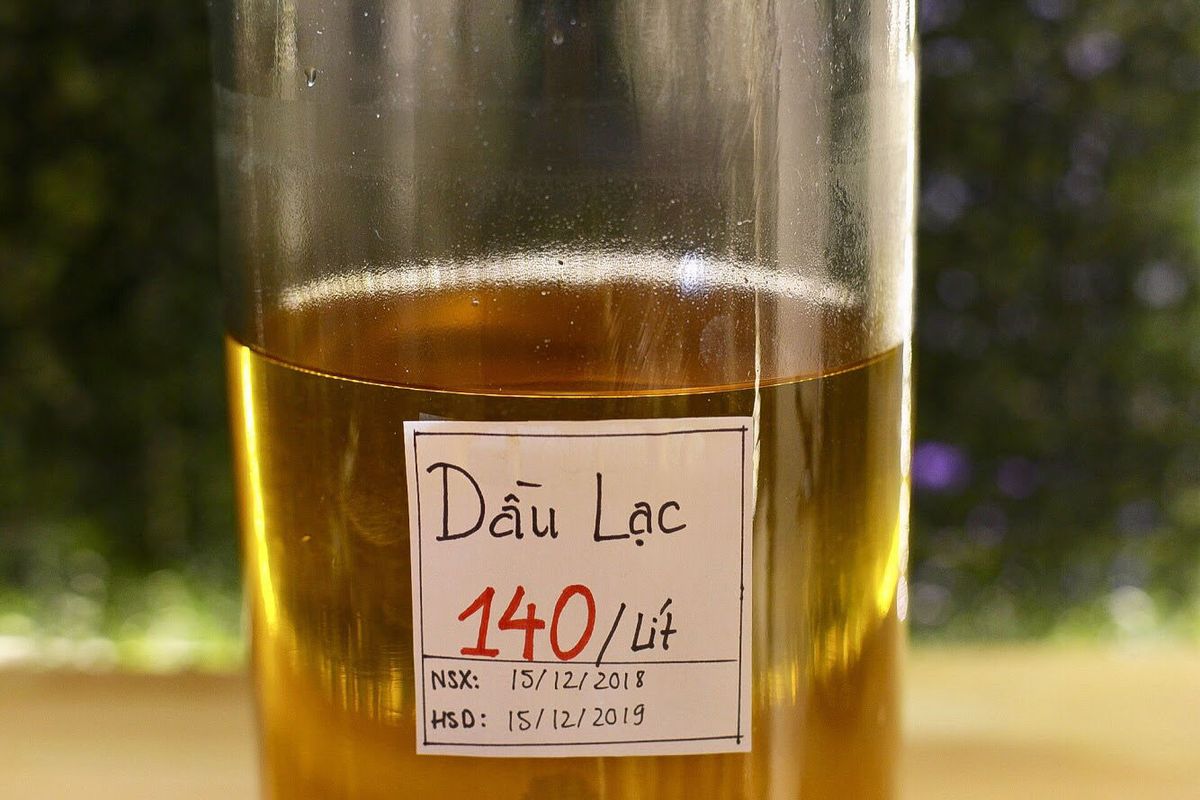 Dầu Lạc
140/Lít
NSX: 15/12/2018
HSD: 15/12/2019